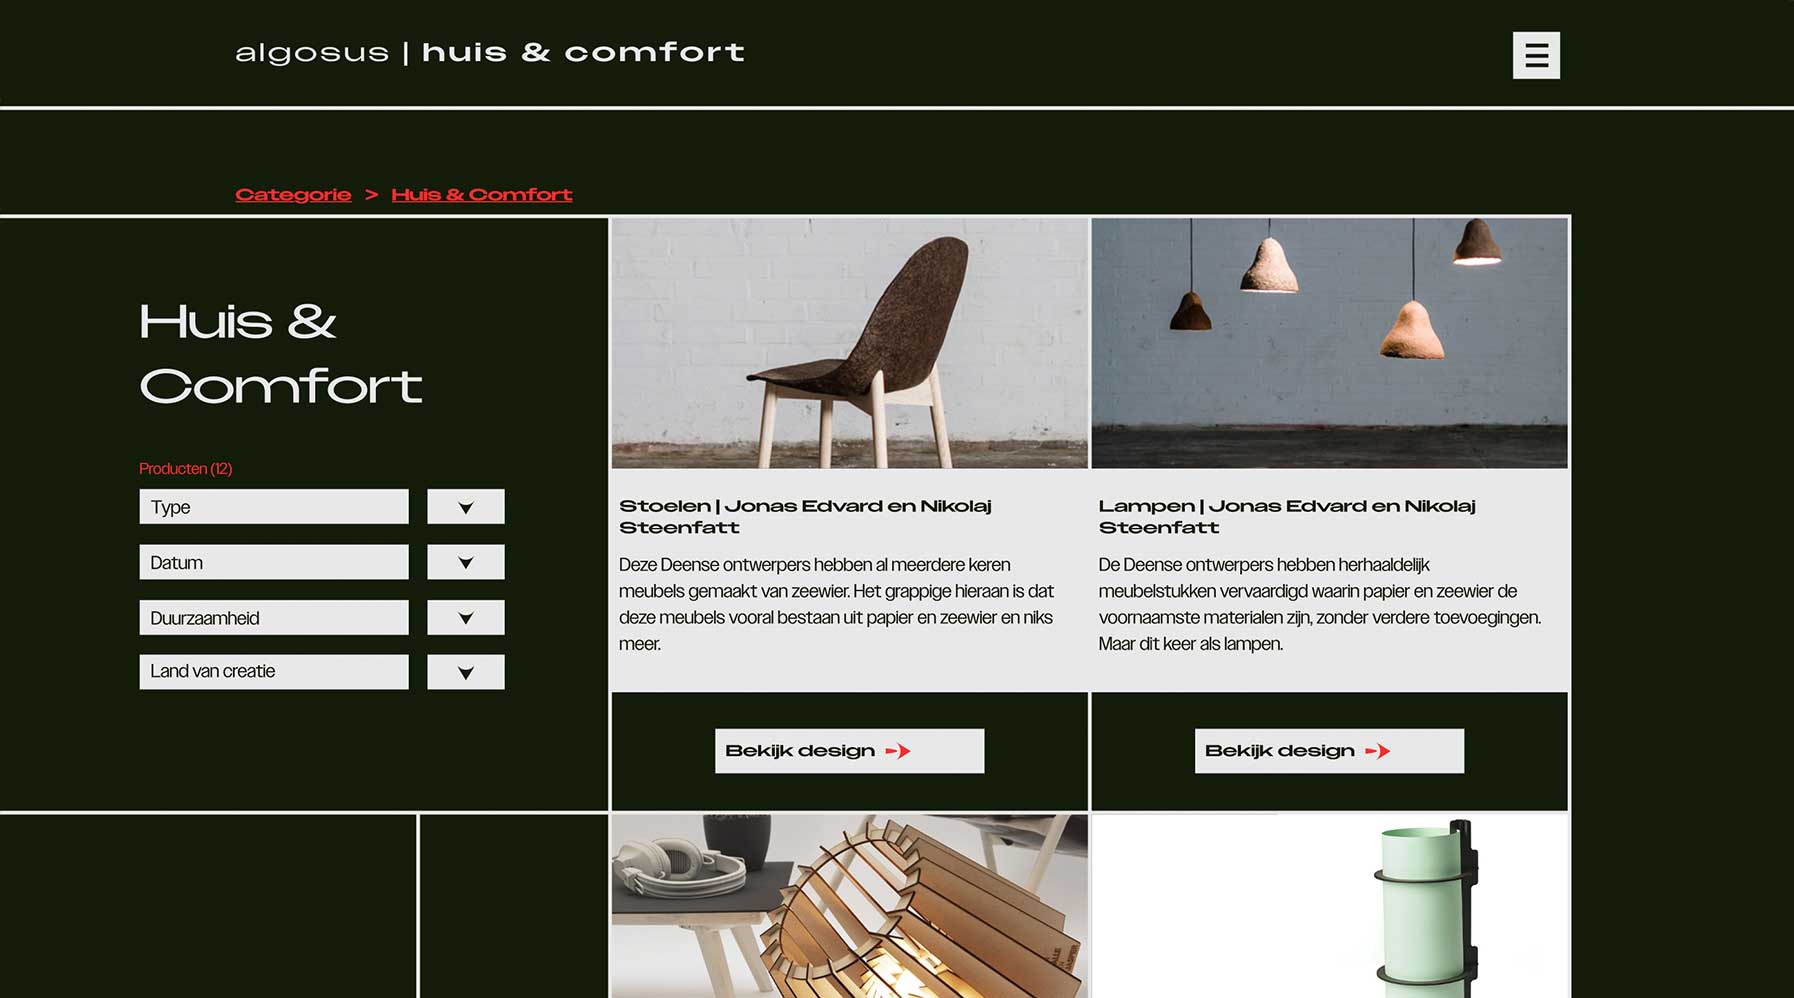 algosus | huis & comfort
Categorie > Huis & Comfort
Huis &
Comfort
Producten (12)
Type
Datum
Duurzaamheid
Land van creatie
Stoelen | Jonas Edvard en Nikolaj
Steenfatt
Deze Deense ontwerpers hebben al meerdere keren
meubels gemaakt van zeewier. Het grappige hieraan is dat
deze meubels vooral bestaan uit papier en zeewier en niks
meer.
Bekijk design
Lampen | Jonas Edvard en Nikolaj
Steenfatt
De Deense ontwerpers hebben herhaaldelijk
meubelstukken vervaardigd waarin papier en zeewier de
voornaamste materialen zijn, zonder verdere toevoegingen.
Maar dit keer als lampen.
Bekijk design